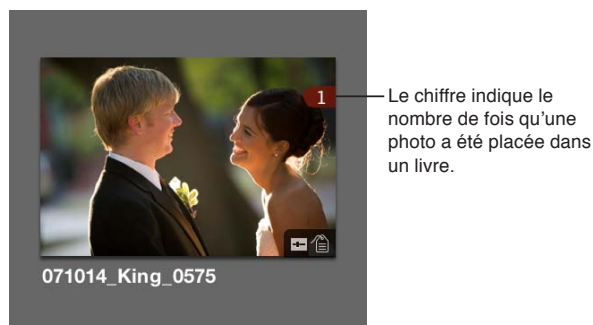 1
Le chiffre indique le
nombre de fois qu’une
photo a été placée dans
un livre.
071014_King_0575